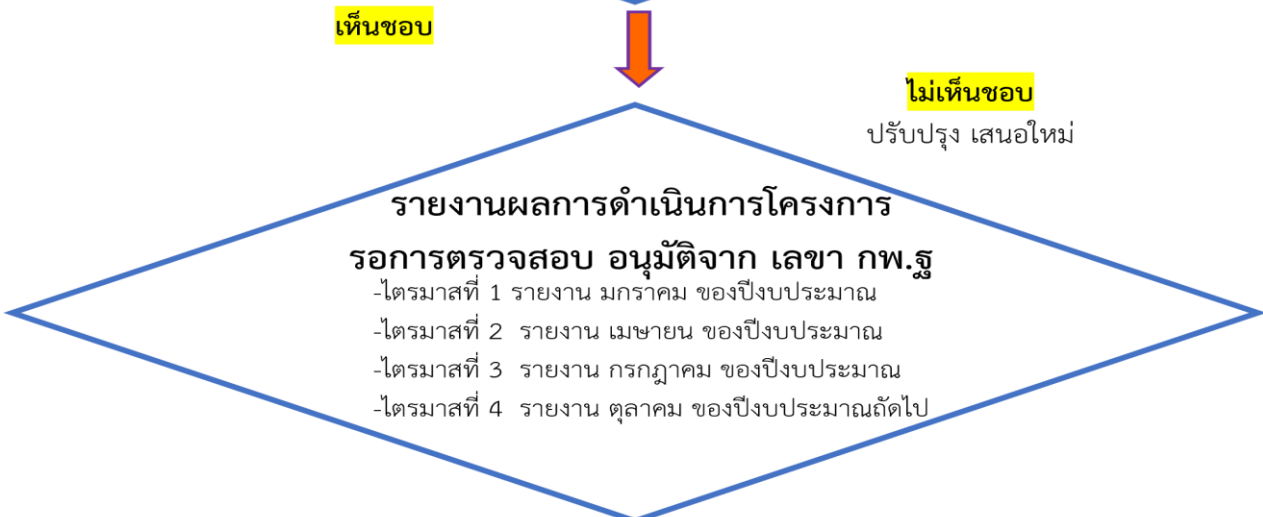 เห็นชอบ
ไม่เห็นชอบ
ปรับปรุง เสนอใหม่
รายงานผลการดำเนินการโครงการ
รอการตรวจสอบ อนุมัติจาก เลขา กพ.ฐ
-ไตรมาสที่ 1 รายงาน มกราคม ของปีงบประมาณ
-ไตรมาสที่ 2 รายงาน เมษายน ของปีงบประมาณ
-ไตรมาสที่ 3 รายงาน กรกฎาคม ของปีงบประมาณ
-ไตรมาสที่ 4 รายงาน ตุลาคม ของปีงบประมาณถัดไป